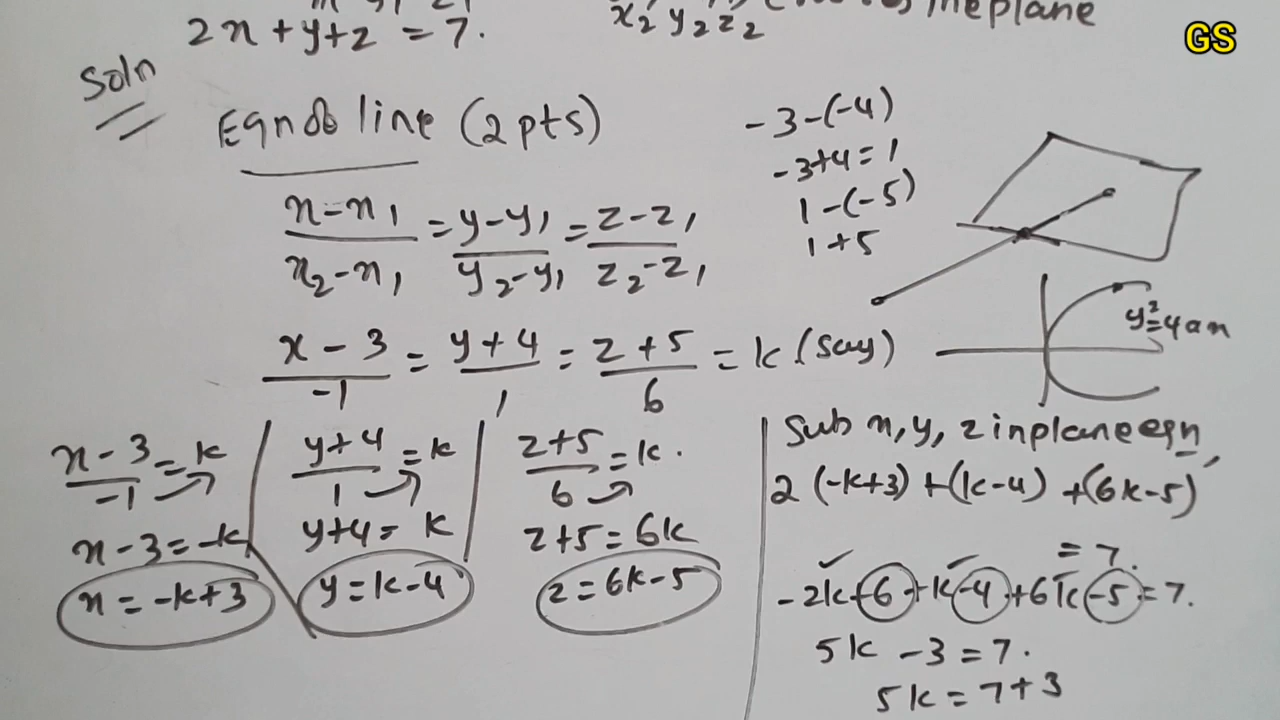 2x + y + z = 7.
x₂ y₂ z₂
the plane
GS
Soln
Eqn of line (2 pts)
x - x₁ / x₂ - x₁ = y - y₁ / y₂ - y₁ = z - z₁ / z₂ - z₁
x - 3 / -1 = y + 4 / 1 = z + 5 / 6 = k (say)
-3 -(-4)
-3+4 = 1
1 -(-5)
1 + 5
y² = 4ax
x - 3 / -1 = k
x - 3 = -k
x = -k+3
y + 4 / 1 = k
y + 4 = k
y = k - 4
z + 5 / 6 = k.
z + 5 = 6k
z = 6k - 5
Sub x, y, z in plane eqn,
2 (-k+3) + (k-4) + (6k-5)
= 7.
-2k + 6 + k - 4 + 6k - 5 = 7.
5k - 3 = 7.
5k = 7 + 3